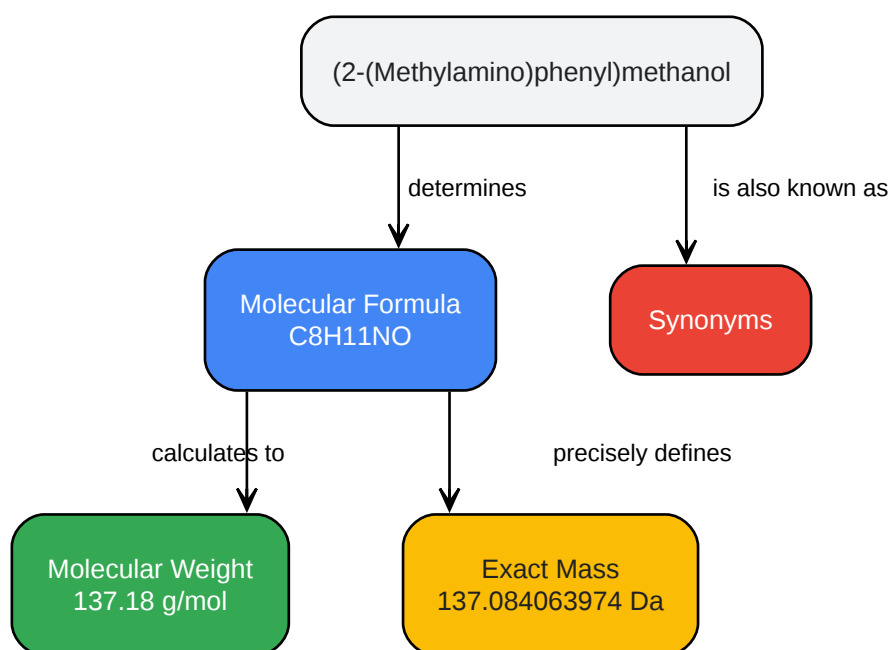 (2-(Methylamino)phenyl)methanol
determines
is also known as
Molecular Formula
C8H11NO
Synonyms
calculates to
precisely defines
Molecular Weight
137.18 g/mol
Exact Mass
137.084063974 Da